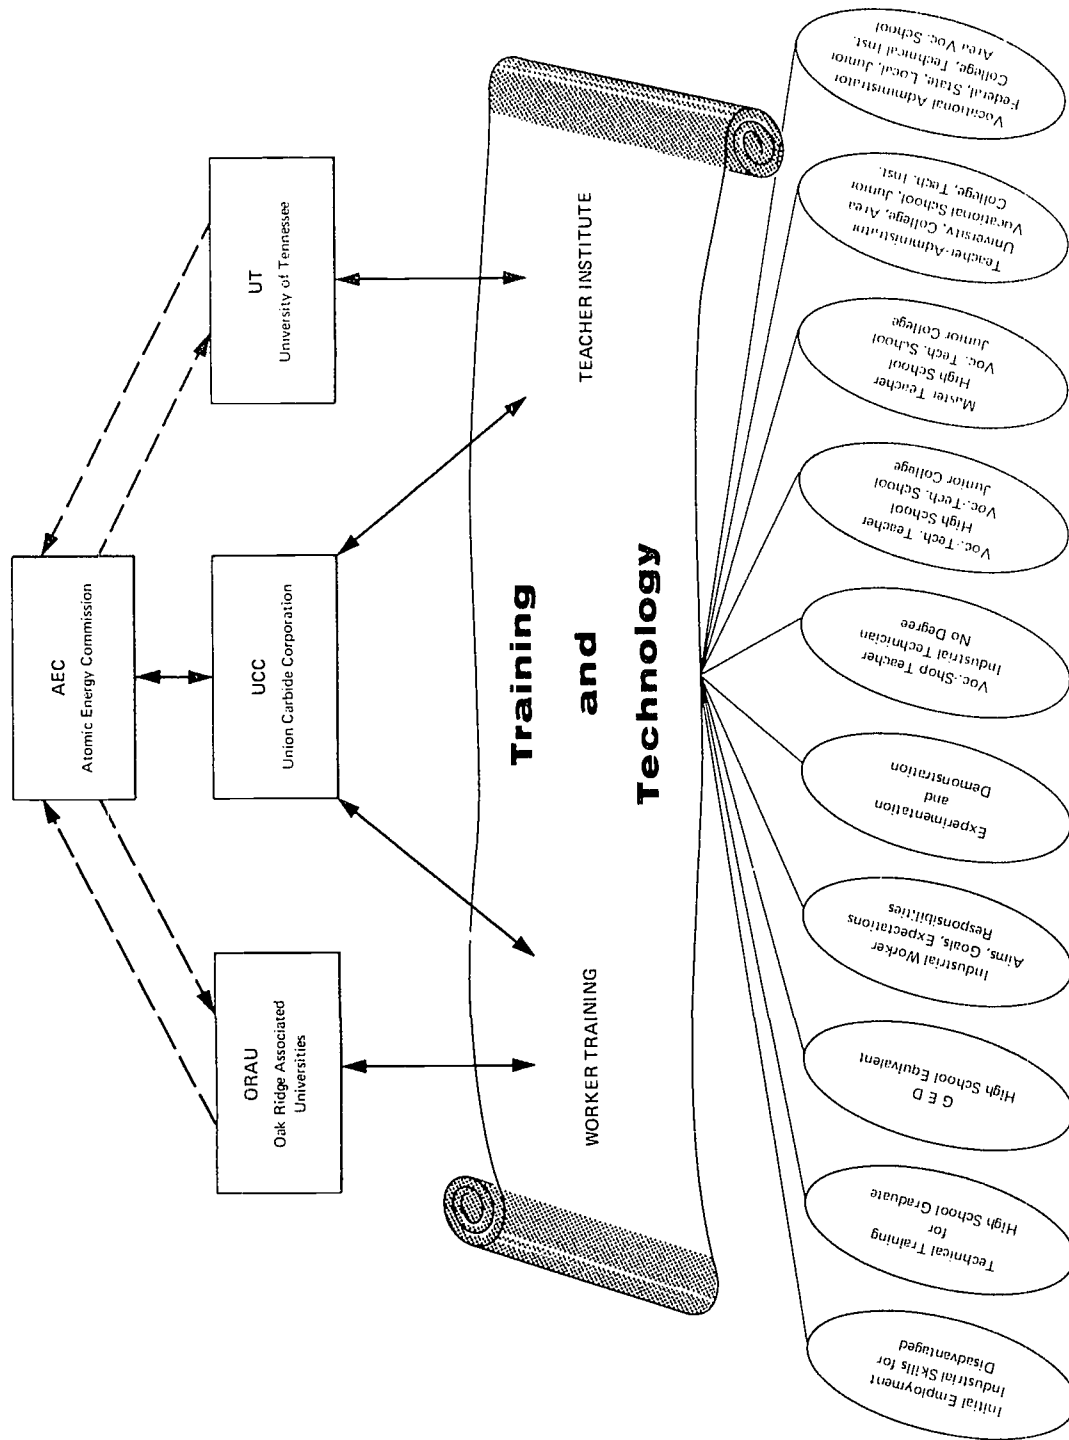 AEC
Atomic Energy Commission
ORAU
Oak Ridge Associated
Universities
UCC
Union Carbide Corporation
UT
University of Tennessee
WORKER TRAINING
Training
and
Technology
TEACHER INSTITUTE
Initial Employment
Industrial Skills for
Disadvantaged
Technical Training
for
High School Graduate
G E D
High School Equivalent
Industrial Worker
Aims, Goals, Expectations
Responsibilities
Experimentation
and
Demonstration
Voc.-Shop Teacher
Industrial Technician
No Degree
Voc.-Tech. Teacher
High School
Voc.-Tech. School
Junior College
Master Teacher
High School
Voc. Tech. School
Junior College
Teacher-Administrator
University, College, Area
Vocational School, Junior
College, Tech. Inst.
Vocational Administrator
Federal, State, Local, Junior
College, Technical Inst.
Area Voc. School